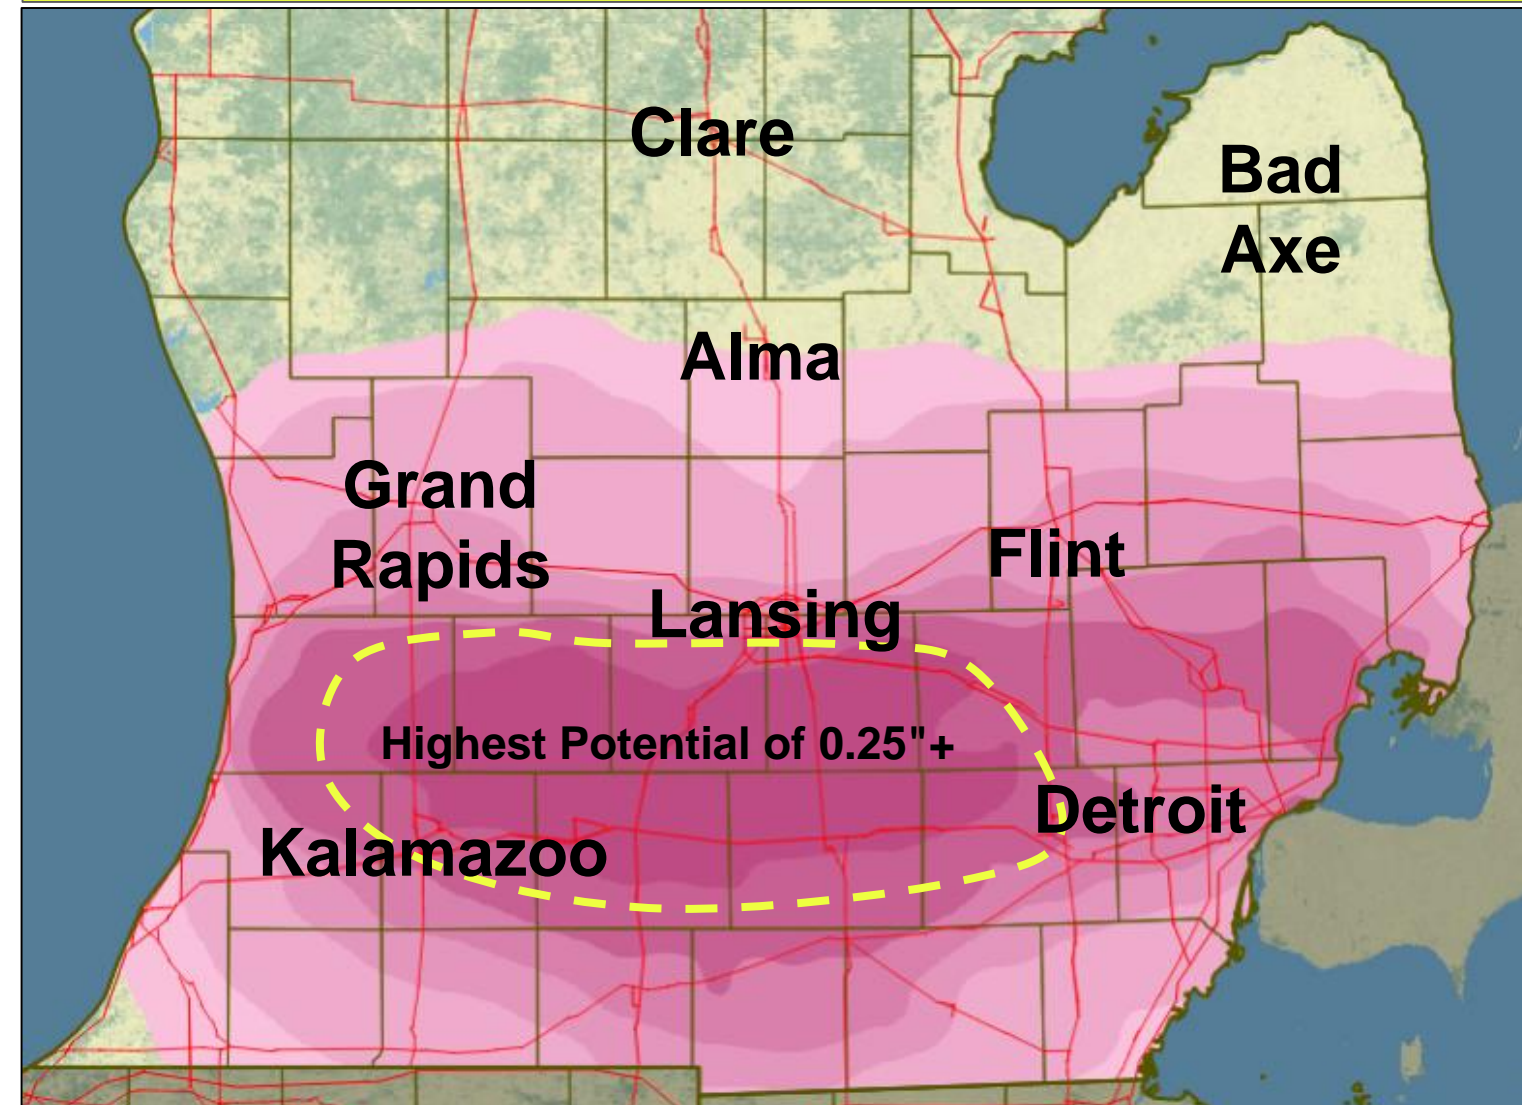 Clare
Bad
Axe
Alma
Grand
Rapids
Flint
Lansing
Highest Potential of 0.25"+
Detroit
Kalamazoo